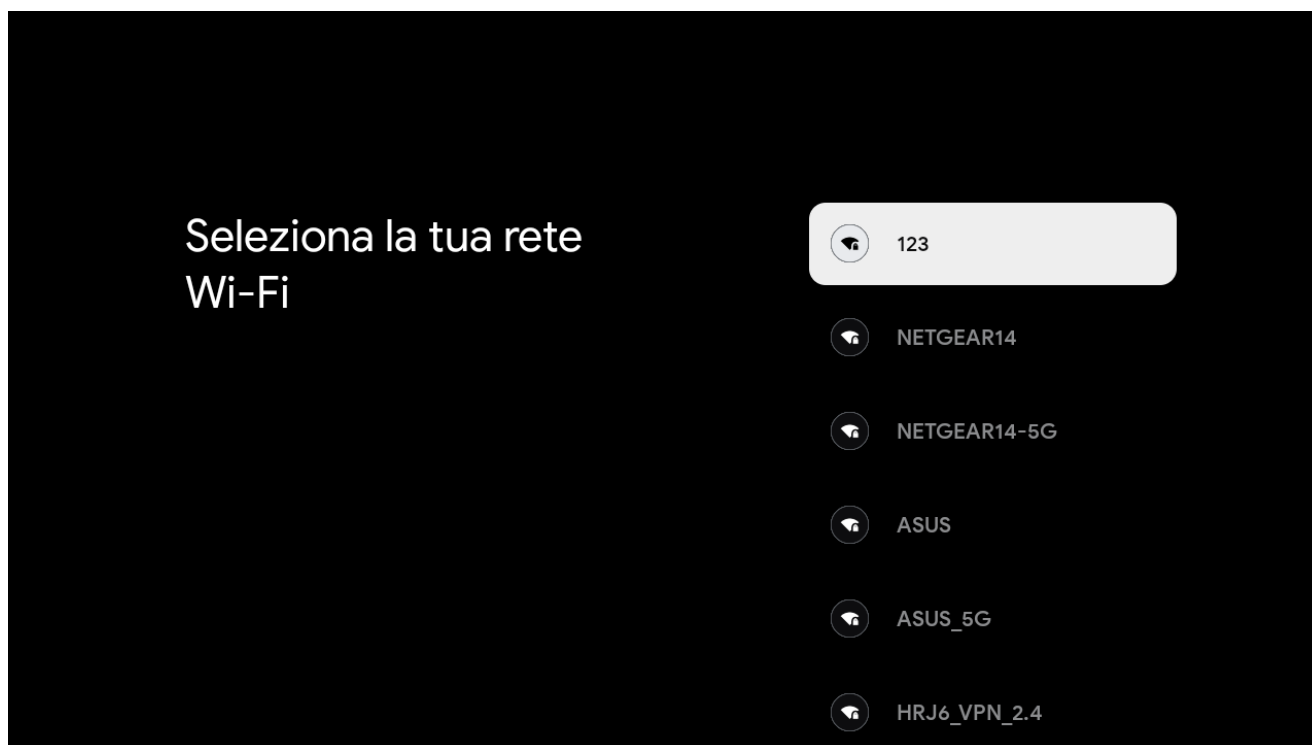 Seleziona la tua rete
Wi-Fi
123
NETGEAR14
NETGEAR14-5G
ASUS
ASUS_5G
HRJ6_VPN_2.4